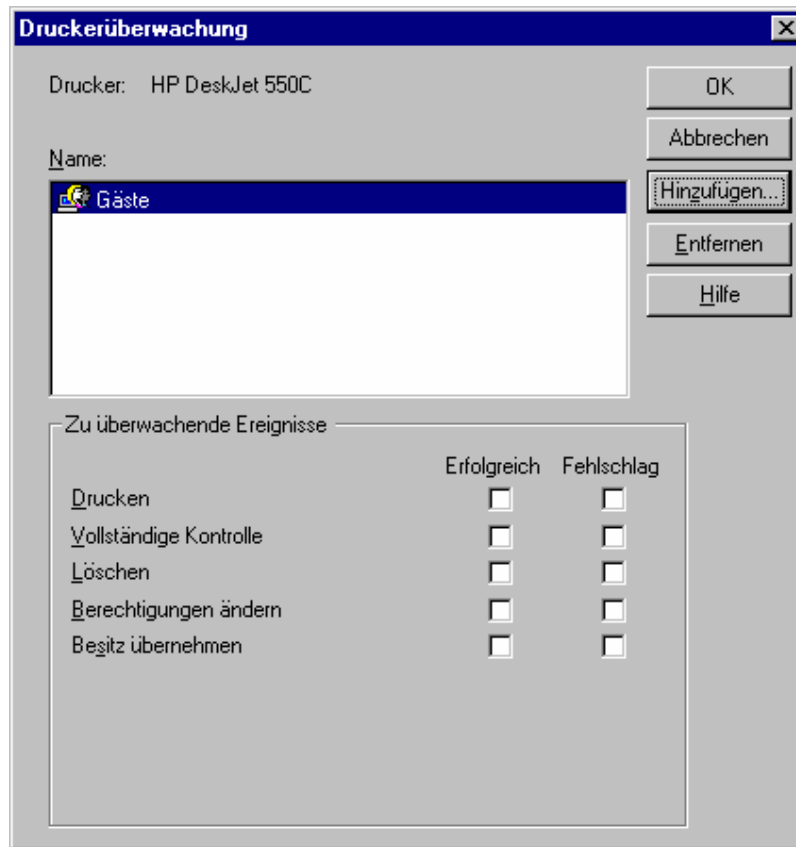 Druckerüberwachung
Drucker: HP DeskJet 550C
OK
Abbrechen
Name:
Gäste
Hinzufügen...
Entfernen
Hilfe
Zu überwachende Ereignisse
Erfolgreich Fehlschlag
Drucken
Vollständige Kontrolle
Löschen
Berechtigungen ändern
Besitz übernehmen